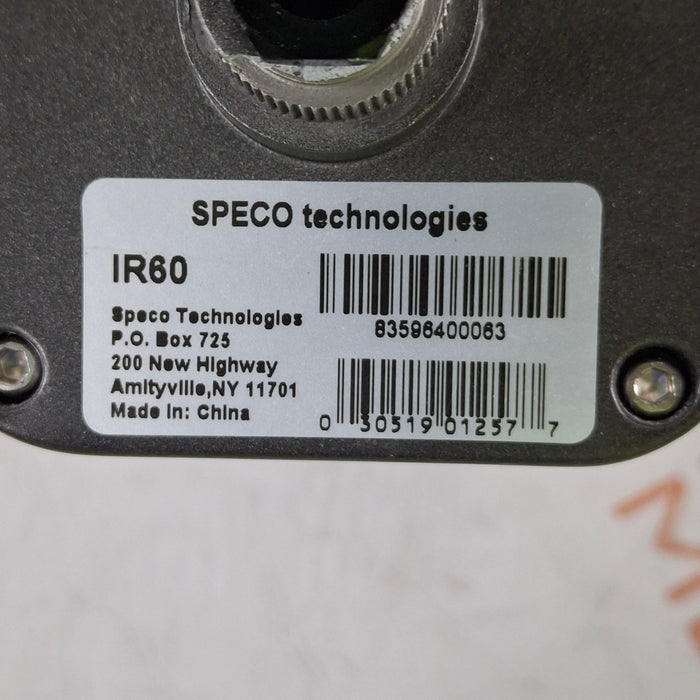 SPECO technologies
IR60
83596400063
Speco Technologies
P.O. Box 725
200 New Highway
Amityville,NY 11701
Made In: China
0 30519 01257 7